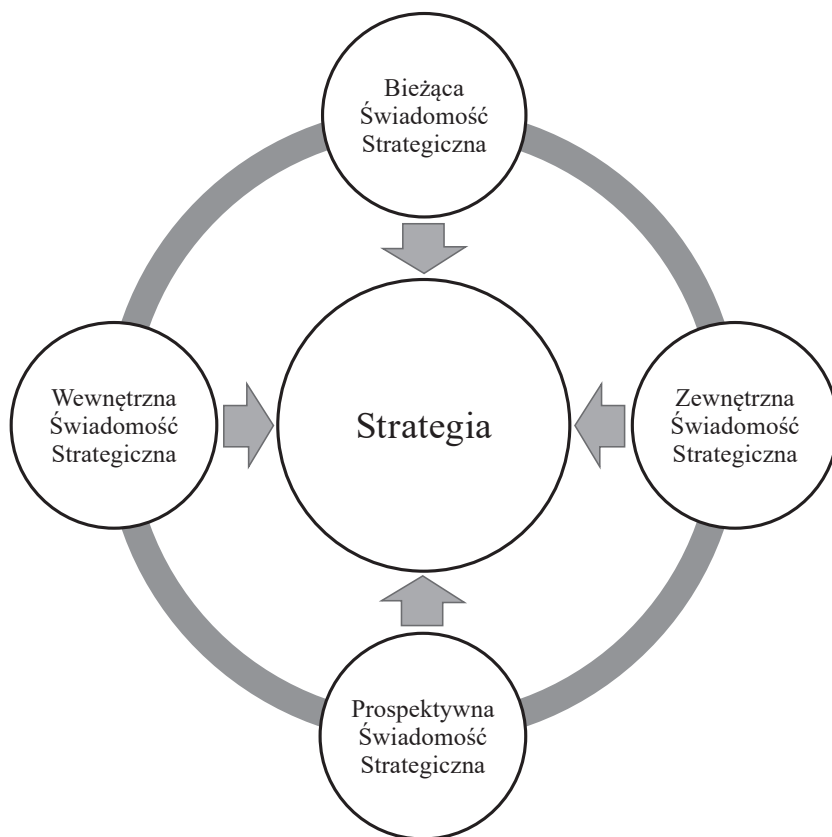 Bieżąca
Świadomość
Strategiczna
Wewnętrzna
Świadomość
Strategiczna
Strategia
Zewnętrzna
Świadomość
Strategiczna
Prospektywna
Świadomość
Strategiczna